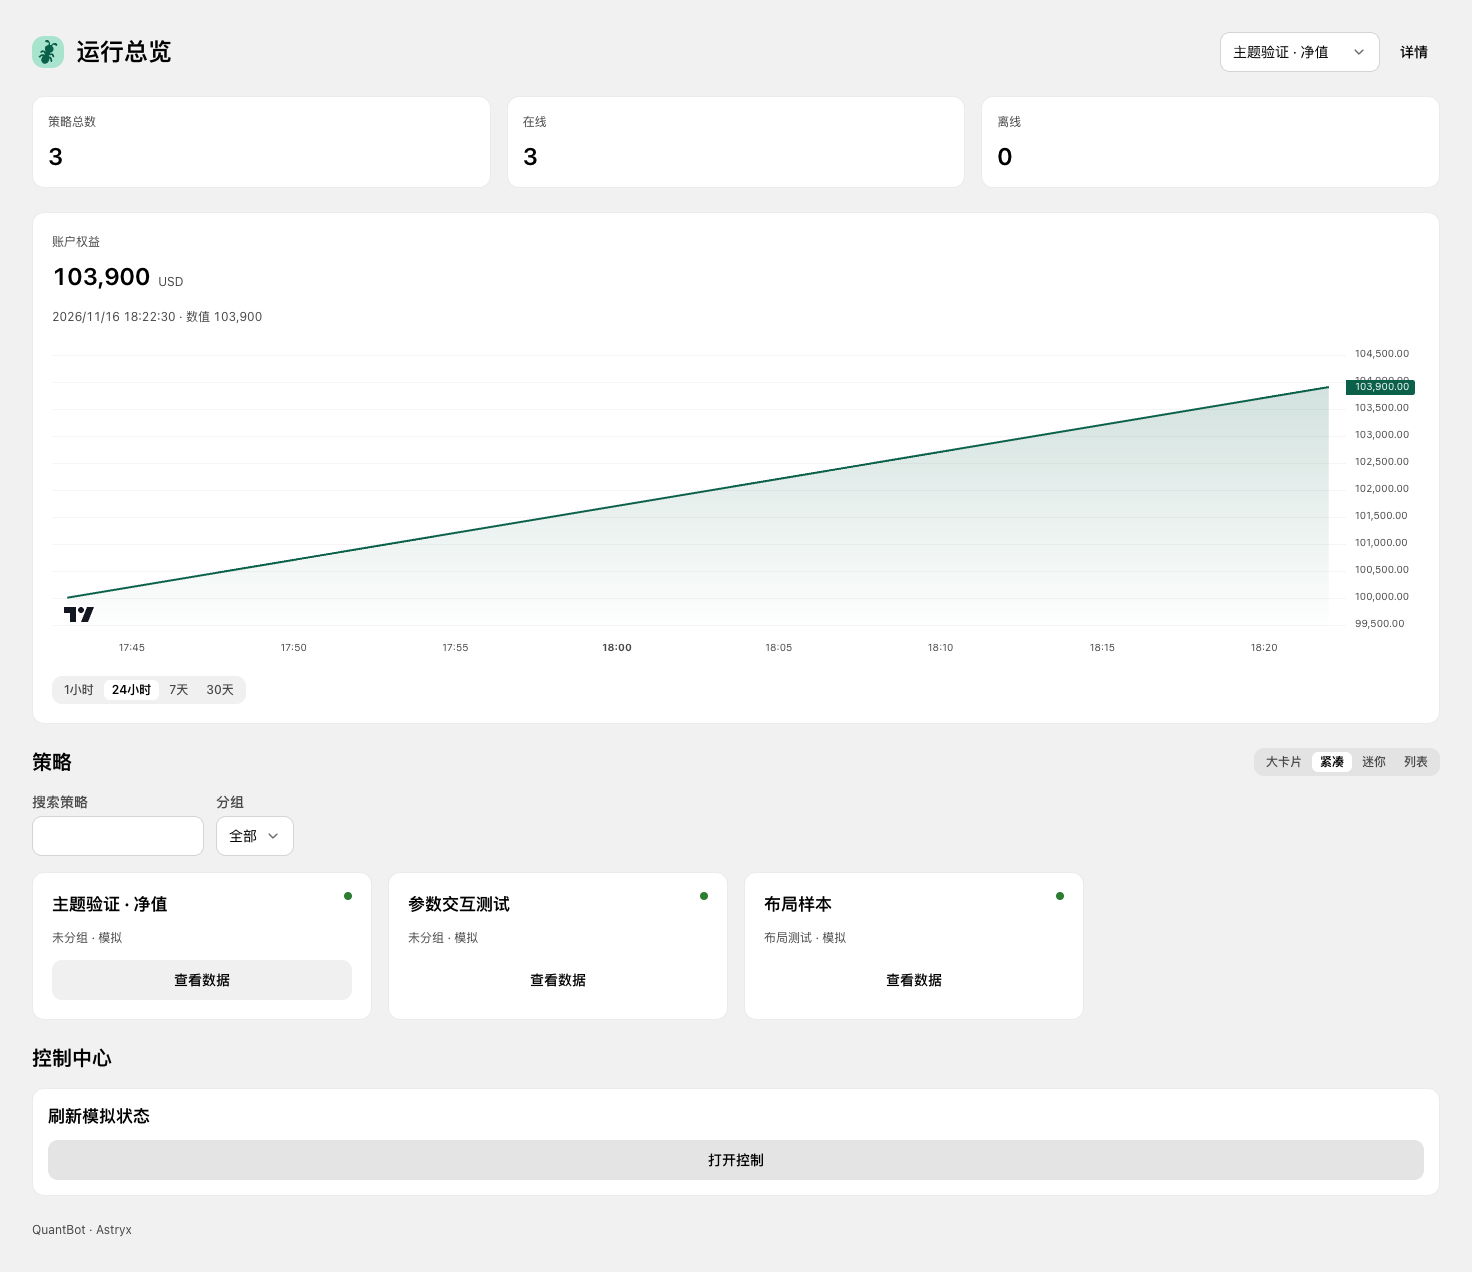 运行总览
主题验证 · 净值
详情
策略总数
3
在线
3
离线
0
账户权益
103,900 USD
2026/11/16 18:22:30 · 数值 103,900
104,500.00
103,900.00
103,500.00
103,000.00
102,500.00
102,000.00
101,500.00
101,000.00
100,500.00
100,000.00
99,500.00
17:45 17:50 17:55 18:00 18:05 18:10 18:15 18:20
1小时 24小时 7天 30天
策略
大卡片 紧凑 迷你 列表
搜索策略
分组
全部
主题验证 · 净值
未分组 · 模拟
查看数据
参数交互测试
未分组 · 模拟
查看数据
布局样本
布局测试 · 模拟
查看数据
控制中心
刷新模拟状态
打开控制
QuantBot · Astryx